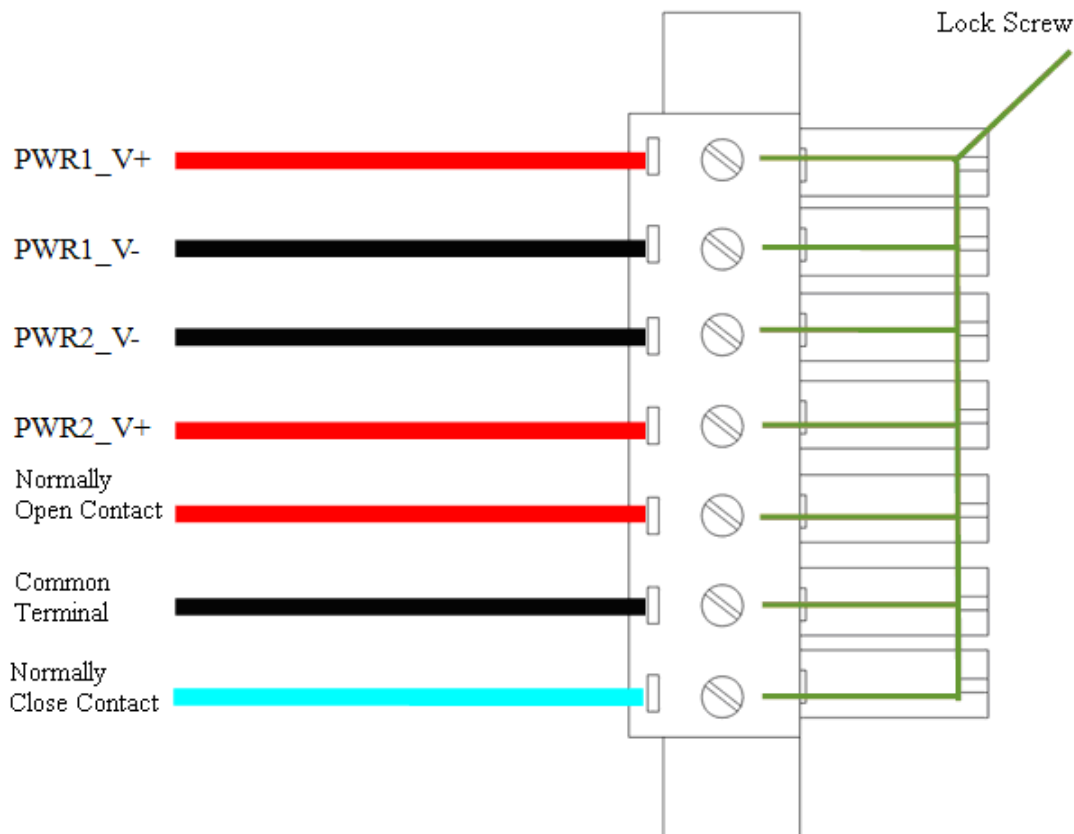 Lock Screw
PWR1_V+
PWR1_V-
PWR2_V-
PWR2_V+
Normally
Open Contact
Common
Terminal
Normally
Close Contact